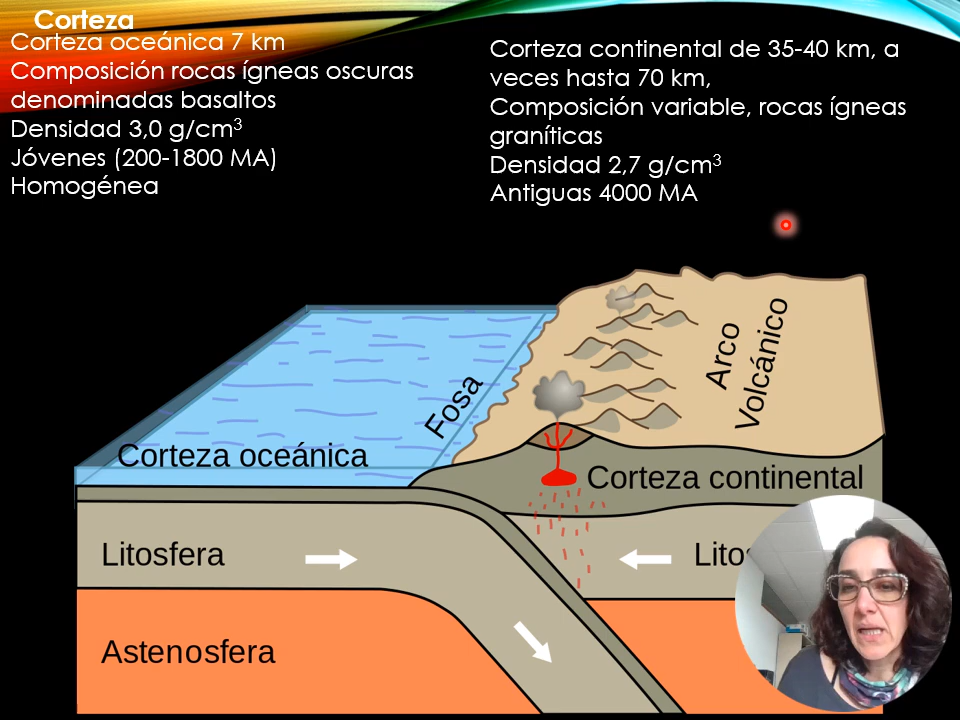 Corteza
Corteza oceánica 7 km
Composición rocas ígneas oscuras
denominadas basaltos
Densidad 3,0 g/cm³
Jóvenes (200-1800 MA)
Homogénea
Corteza continental de 35-40 km, a
veces hasta 70 km,
Composición variable, rocas ígneas
graníticas
Densidad 2,7 g/cm³
Antiguas 4000 MA
Arco
Volcánico
Fosa
Corteza oceánica
Corteza continental
Litosfera
Astenosfera